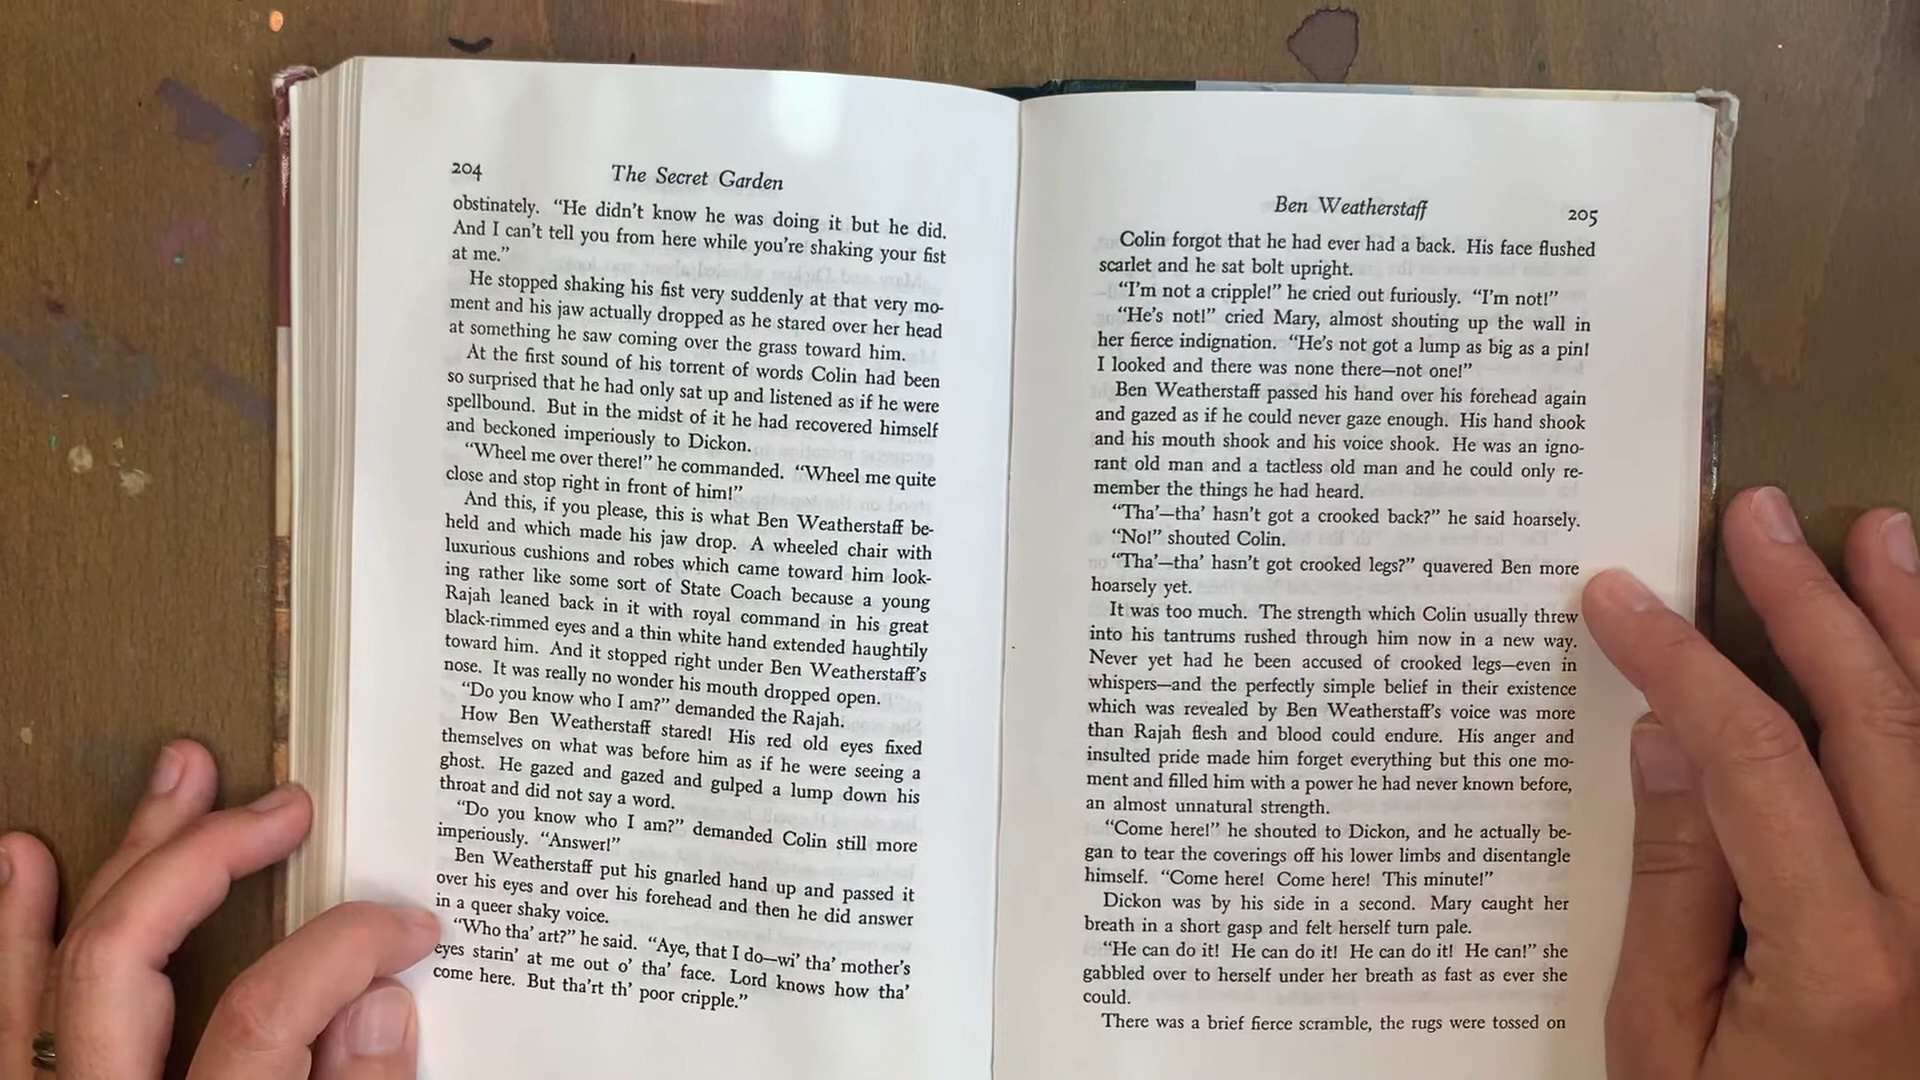 204
The Secret Garden
obstinately. “He didn’t know he was doing it but he did.
And I can’t tell you from here while you’re shaking your fist
at me.”
He stopped shaking his fist very suddenly at that very mo-
ment and his jaw actually dropped as he stared over her head
at something he saw coming over the grass toward him.
At the first sound of his torrent of words Colin had been
so surprised that he had only sat up and listened as if he were
spellbound. But in the midst of it he had recovered himself
and beckoned imperiously to Dickon.
“Wheel me over there!” he commanded. “Wheel me quite
close and stop right in front of him!”
And this, if you please, this is what Ben Weatherstaff be-
held and which made his jaw drop. A wheeled chair with
luxurious cushions and robes which came toward him look-
ing rather like some sort of State Coach because a young
Rajah leaned back in it with royal command in his great
black-rimmed eyes and a thin white hand extended haughtily
toward him. And it stopped right under Ben Weatherstaff’s
nose. It was really no wonder his mouth dropped open.
“Do you know who I am?” demanded the Rajah.
How Ben Weatherstaff stared! His red old eyes fixed
themselves on what was before him as if he were seeing a
ghost. He gazed and gazed and gulped a lump down his
throat and did not say a word.
“Do you know who I am?” demanded Colin still more
imperiously. “Answer!”
Ben Weatherstaff put his gnarled hand up and passed it
over his eyes and over his forehead and then he did answer
in a queer shaky voice.
“Who tha’ art?” he said. “Aye, that I do—wi’ tha’ mother’s
eyes starin’ at me out o’ tha’ face. Lord knows how tha’
come here. But tha’rt th’ poor cripple.”
Ben Weatherstaff
205
Colin forgot that he had ever had a back. His face flushed
scarlet and he sat bolt upright.
“I’m not a cripple!” he cried out furiously. “I’m not!”
“He’s not!” cried Mary, almost shouting up the wall in
her fierce indignation. “He’s not got a lump as big as a pin!
I looked and there was none there—not one!”
Ben Weatherstaff passed his hand over his forehead again
and gazed as if he could never gaze enough. His hand shook
and his mouth shook and his voice shook. He was an igno-
rant old man and a tactless old man and he could only re-
member the things he had heard.
“Tha’—tha’ hasn’t got a crooked back?” he said hoarsely.
“No!” shouted Colin.
“Tha’—tha’ hasn’t got crooked legs?” quavered Ben more
hoarsely yet.
It was too much. The strength which Colin usually threw
into his tantrums rushed through him now in a new way.
Never yet had he been accused of crooked legs—even in
whispers—and the perfectly simple belief in their existence
which was revealed by Ben Weatherstaff’s voice was more
than Rajah flesh and blood could endure. His anger and
insulted pride made him forget everything but this one mo-
ment and filled him with a power he had never known before,
an almost unnatural strength.
“Come here!” he shouted to Dickon, and he actually be-
gan to tear the coverings off his lower limbs and disentangle
himself. “Come here! Come here! This minute!”
Dickon was by his side in a second. Mary caught her
breath in a short gasp and felt herself turn pale.
“He can do it! He can do it! He can do it! He can!” she
gabbled over to herself under her breath as fast as ever she
could.
There was a brief fierce scramble, the rugs were tossed on